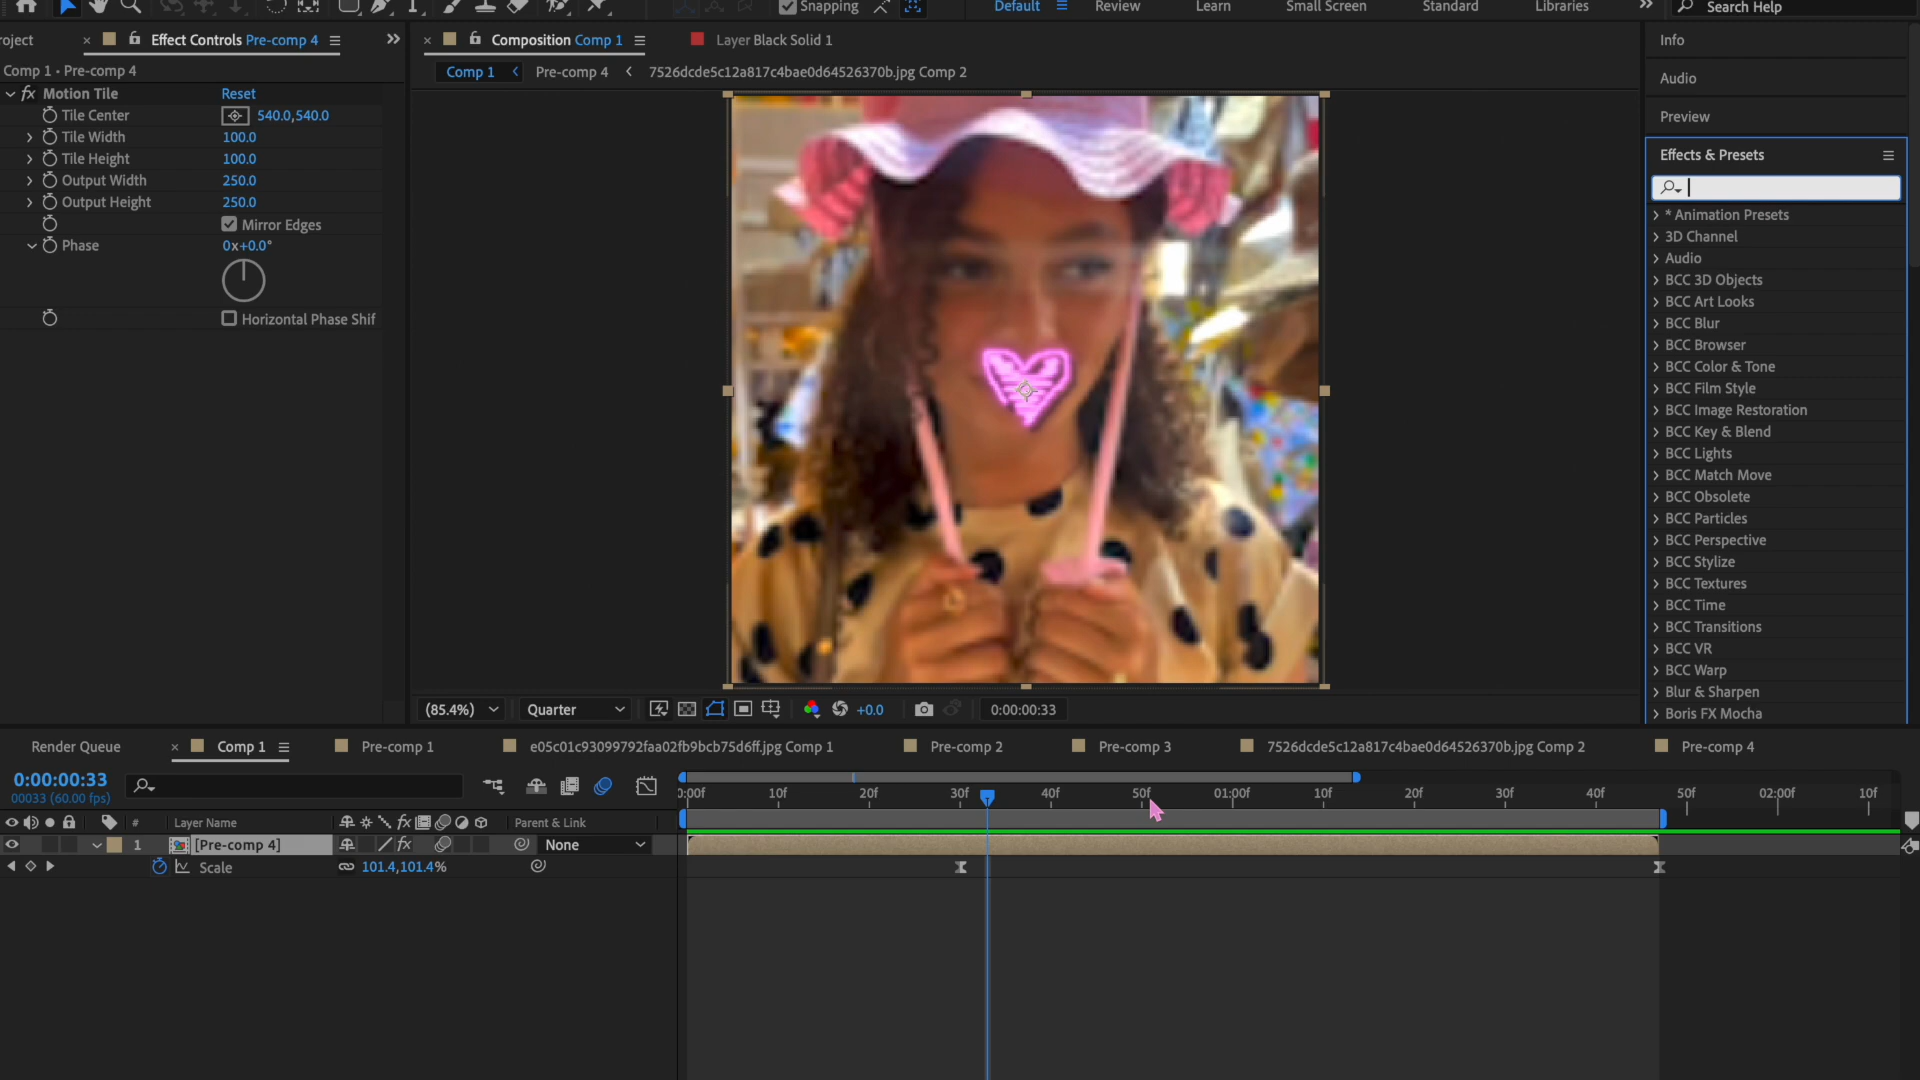 Snapping
Default
Review
Learn
Small Screen
Standard
Libraries
Search Help
roject
Effect Controls Pre-comp 4
Composition Comp 1
Layer Black Solid 1
Comp 1 • Pre-comp 4
Comp 1
Pre-comp 4
7526dcde5c12a817c4bae0d64526370b.jpg Comp 2
Motion Tile
Reset
Tile Center
540.0,540.0
Tile Width
100.0
Tile Height
100.0
Output Width
250.0
Output Height
250.0
Mirror Edges
Phase
0x+0.0°
Horizontal Phase Shif
Info
Audio
Preview
Effects & Presets
* Animation Presets
3D Channel
Audio
BCC 3D Objects
BCC Art Looks
BCC Blur
BCC Browser
BCC Color & Tone
BCC Film Style
BCC Image Restoration
BCC Key & Blend
BCC Lights
BCC Match Move
BCC Obsolete
BCC Particles
BCC Perspective
BCC Stylize
BCC Textures
BCC Time
BCC Transitions
BCC VR
BCC Warp
Blur & Sharpen
Boris FX Mocha
(85.4%)
Quarter
+0.0
0:00:00:33
Render Queue
Comp 1
Pre-comp 1
e05c01c93099792faa02fb9bcb75d6ff.jpg Comp 1
Pre-comp 2
Pre-comp 3
7526dcde5c12a817c4bae0d64526370b.jpg Comp 2
Pre-comp 4
0:00:00:33
00033 (60.00 fps)
0:00f 10f 20f 30f 40f 50f 01:00f 10f 20f 30f 40f 50f 02:00f 10f
# Layer Name
fx
Parent & Link
1 [Pre-comp 4]
fx
None
Scale
101.4,101.4%